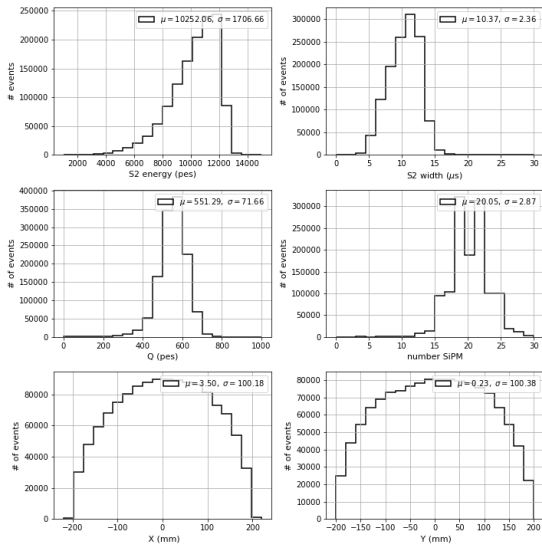 μ = 10252.06, σ = 1706.66
250000
200000
150000
100000
50000
0
# of events
2000 4000 6000 8000 10000 12000 14000
S2 energy (pes)
μ = 10.37, σ = 2.36
300000
250000
200000
150000
100000
50000
0
# of events
0 5 10 15 20 25 30
S2 width (μs)
μ = 551.29, σ = 71.66
400000
350000
300000
250000
200000
150000
100000
50000
0
# of events
0 200 400 600 800 1000
Q (pes)
μ = 20.05, σ = 2.87
300000
250000
200000
150000
100000
50000
0
# of events
0 5 10 15 20 25 30
number SiPM
μ = 3.50, σ = 100.18
80000
60000
40000
20000
0
# of events
−200 −100 0 100 200
X (mm)
μ = 0.23, σ = 100.38
80000
70000
60000
50000
40000
30000
20000
10000
0
# of events
−200 −150 −100 −50 0 50 100 150 200
Y (mm)